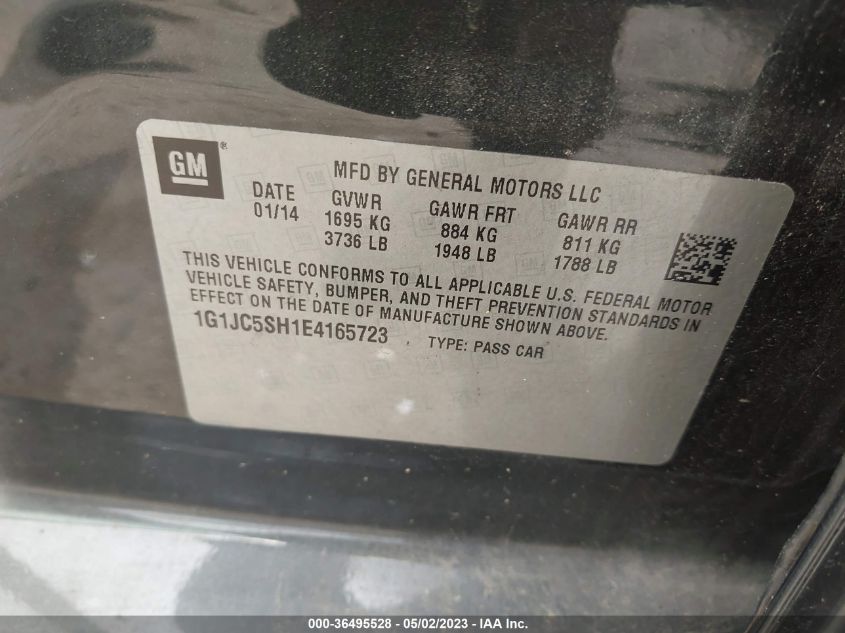 GM®
MFD BY GENERAL MOTORS LLC
DATE GVWR GAWR FRT GAWR RR
01/14 1695 KG 884 KG 811 KG
3736 LB 1948 LB 1788 LB
THIS VEHICLE CONFORMS TO ALL APPLICABLE U.S. FEDERAL MOTOR
VEHICLE SAFETY, BUMPER, AND THEFT PREVENTION STANDARDS IN
EFFECT ON THE DATE OF MANUFACTURE SHOWN ABOVE.
1G1JC5SH1E4165723 TYPE: PASS CAR
000-36495528 - 05/02/2023 - IAA Inc.